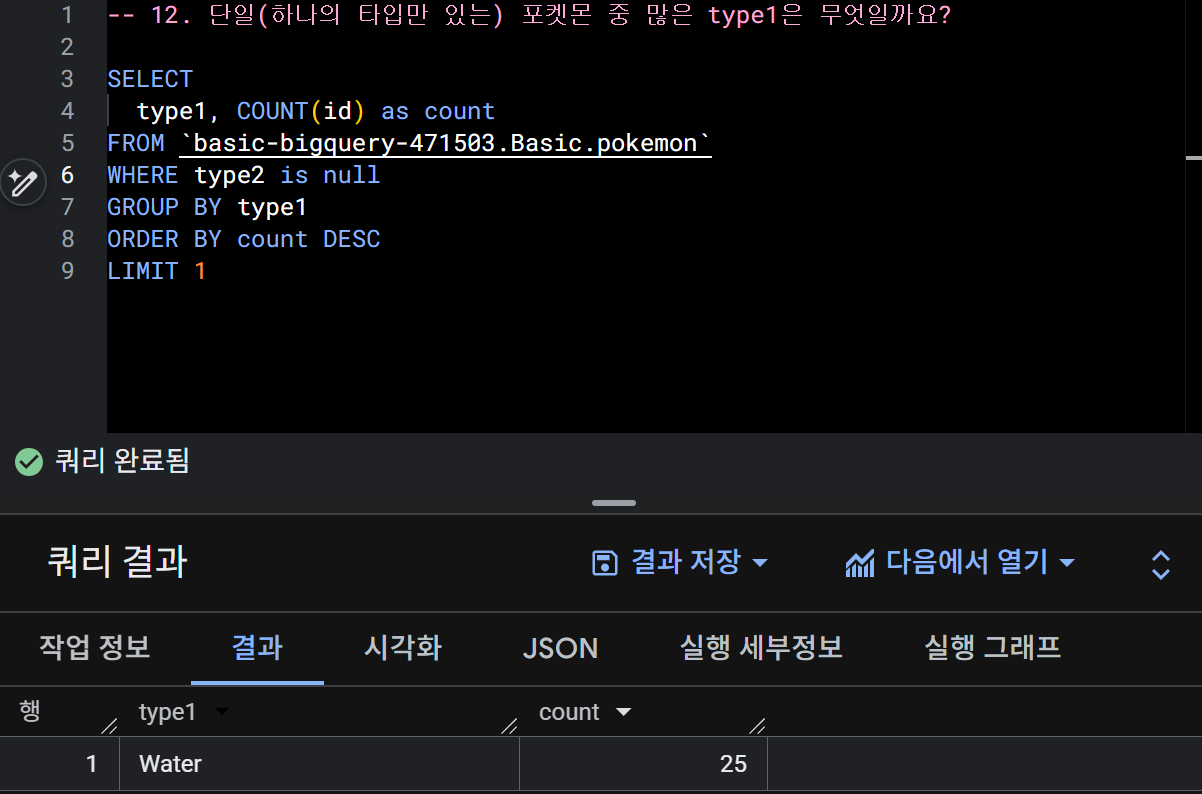 1 -- 12. 단일(하나의 타입만 있는) 포켓몬 중 많은 type1은 무엇일까요?
2
3 SELECT
4 type1, COUNT(id) as count
5 FROM `basic-bigquery-471503.Basic.pokemon`
6 WHERE type2 is null
7 GROUP BY type1
8 ORDER BY count DESC
9 LIMIT 1
쿼리 완료됨
쿼리 결과 결과 저장 다음에서 열기
작업 정보 결과 시각화 JSON 실행 세부정보 실행 그래프
행 type1 count
1 Water 25